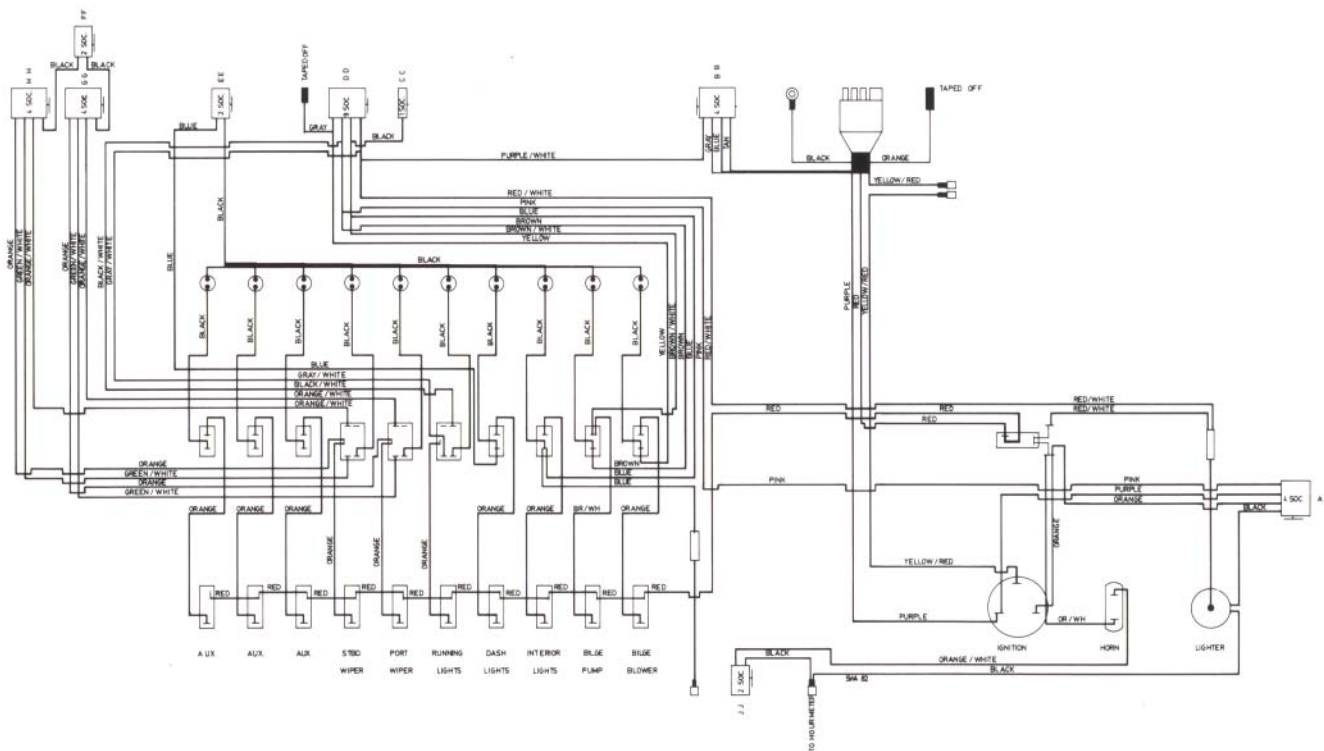 FF
2 SOC
BLACK
BLACK
H H
4 SOC
GG
4 SOC
EE
2 SOC
TAPED OFF
D D
9 SOC
C C
1 SOC
B B
4 SOC
TAPED OFF
BLUE
GRAY
BLACK
GRAY
BLUE
TAN
BLACK
ORANGE
PURPLE/WHITE
YELLOW/RED
RED / WHITE
PINK
BLUE
BROWN
BROWN/WHITE
YELLOW
BLACK
ORANGE
GREEN/WHITE
ORANGE/WHITE
ORANGE
GREEN/WHITE
ORANGE/WHITE
BLACK/WHITE
GRAY/WHITE
BLUE
BLACK
PURPLE
RED
YELLOW/RED
BLACK
BLACK
BLACK
BLACK
BLACK
BLACK
BLACK
BLACK
BLACK
BLACK
YELLOW
BROWN/WHITE
BROWN
BLUE
PINK
RED/WHITE
BLUE
GRAY/WHITE
BLACK/WHITE
ORANGE/WHITE
ORANGE/WHITE
RED/WHITE
RED
RED
RED/WHITE
RED
ORANGE
GREEN/WHITE
ORANGE
GREEN/WHITE
BROWN
BLUE
BLUE
PINK
PINK
PURPLE
ORANGE
BLACK
4 SOC
A
ORANGE
ORANGE
ORANGE
ORANGE
ORANGE
ORANGE
ORANGE
ORANGE
BR/WH
ORANGE
ORANGE
YELLOW/RED
RED
RED
RED
RED
RED
RED
RED
RED
RED
RED
PURPLE
OR/WH
AUX.
AUX.
AUX
STBD WIPER
PORT WIPER
RUNNING LIGHTS
DASH LIGHTS
INTERIOR LIGHTS
BILGE PUMP
BILGE BLOWER
IGNITION
HORN
LIGHTER
BLACK
ORANGE/WHITE
BLACK
2 SOC
JJ
TO HOUR METER